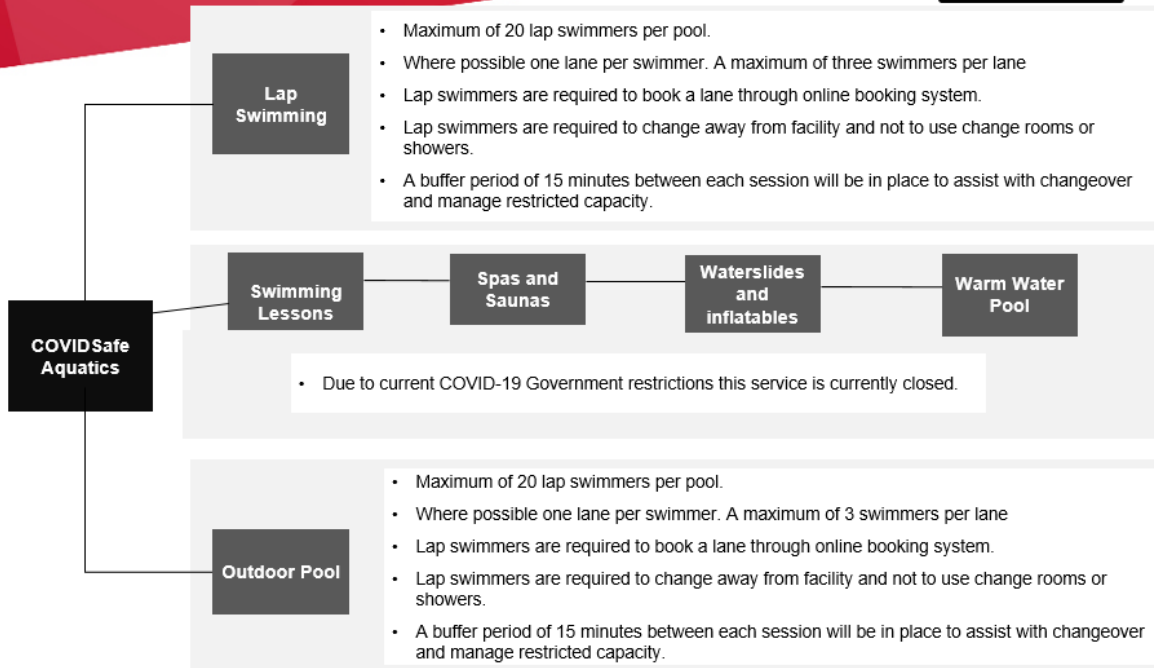 • Maximum of 20 lap swimmers per pool.
• Where possible one lane per swimmer. A maximum of three swimmers per lane
Lap
Swimming
• Lap swimmers are required to book a lane through online booking system.
• Lap swimmers are required to change away from facility and not to use change rooms or
showers.
• A buffer period of 15 minutes between each session will be in place to assist with changeover
and manage restricted capacity.
COVIDSafe
Aquatics
Swimming
Lessons
Spas and
Saunas
Waterslides
and
inflatables
Warm Water
Pool
• Due to current COVID-19 Government restrictions this service is currently closed.
Outdoor Pool
• Maximum of 20 lap swimmers per pool.
• Where possible one lane per swimmer. A maximum of 3 swimmers per lane
• Lap swimmers are required to book a lane through online booking system.
• Lap swimmers are required to change away from facility and not to use change rooms or
showers.
• A buffer period of 15 minutes between each session will be in place to assist with changeover
and manage restricted capacity.